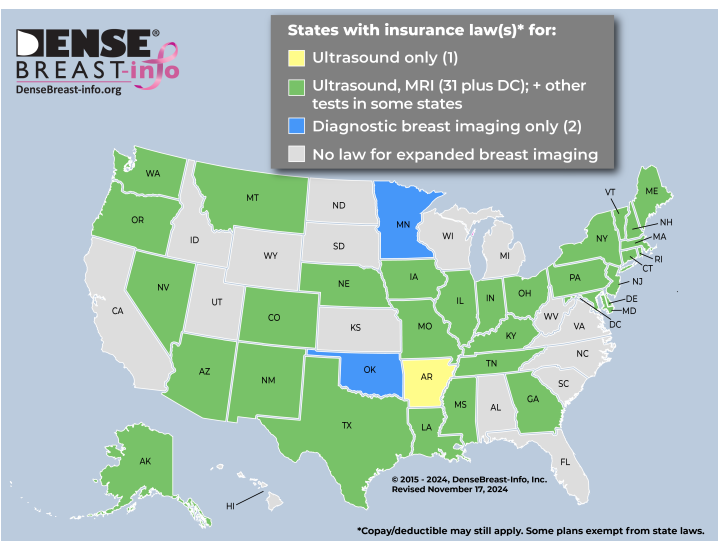 DENSE®
BREAST-info
DenseBreast-info.org
States with insurance law(s)* for:
Ultrasound only (1)
Ultrasound, MRI (31 plus DC); + other
tests in some states
Diagnostic breast imaging only (2)
No law for expanded breast imaging
WA
MT
ND
MN
VT
ME
OR
ID
SD
WI
MI
NY
NH
MA
RI
CT
WY
NV
UT
NE
IA
IL
IN
OH
PA
NJ
DE
MD
DC
CA
CO
KS
MO
KY
WV
VA
AZ
NM
OK
AR
TN
NC
SC
TX
LA
MS
AL
GA
FL
AK
HI
© 2015 - 2024, DenseBreast-Info, Inc.
Revised November 17, 2024
*Copay/deductible may still apply. Some plans exempt from state laws.